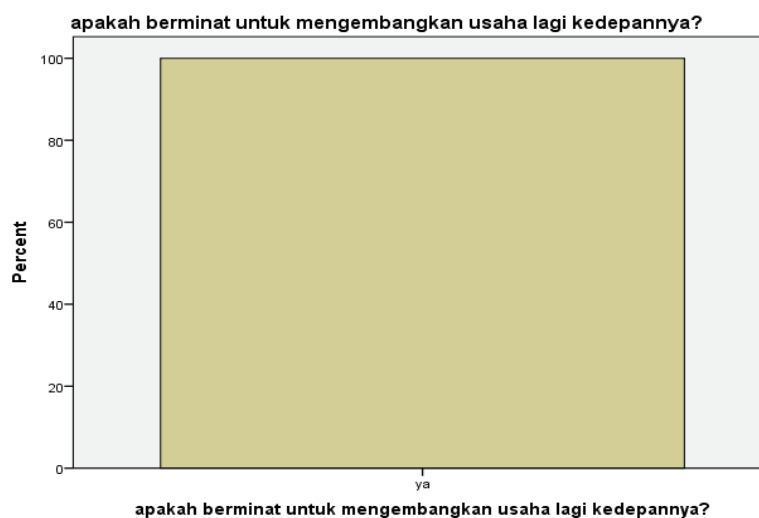 apakah berminat untuk mengembangkan usaha lagi kedepannya?
100
80
60
40
20
0
Percent
ya
apakah berminat untuk mengembangkan usaha lagi kedepannya?